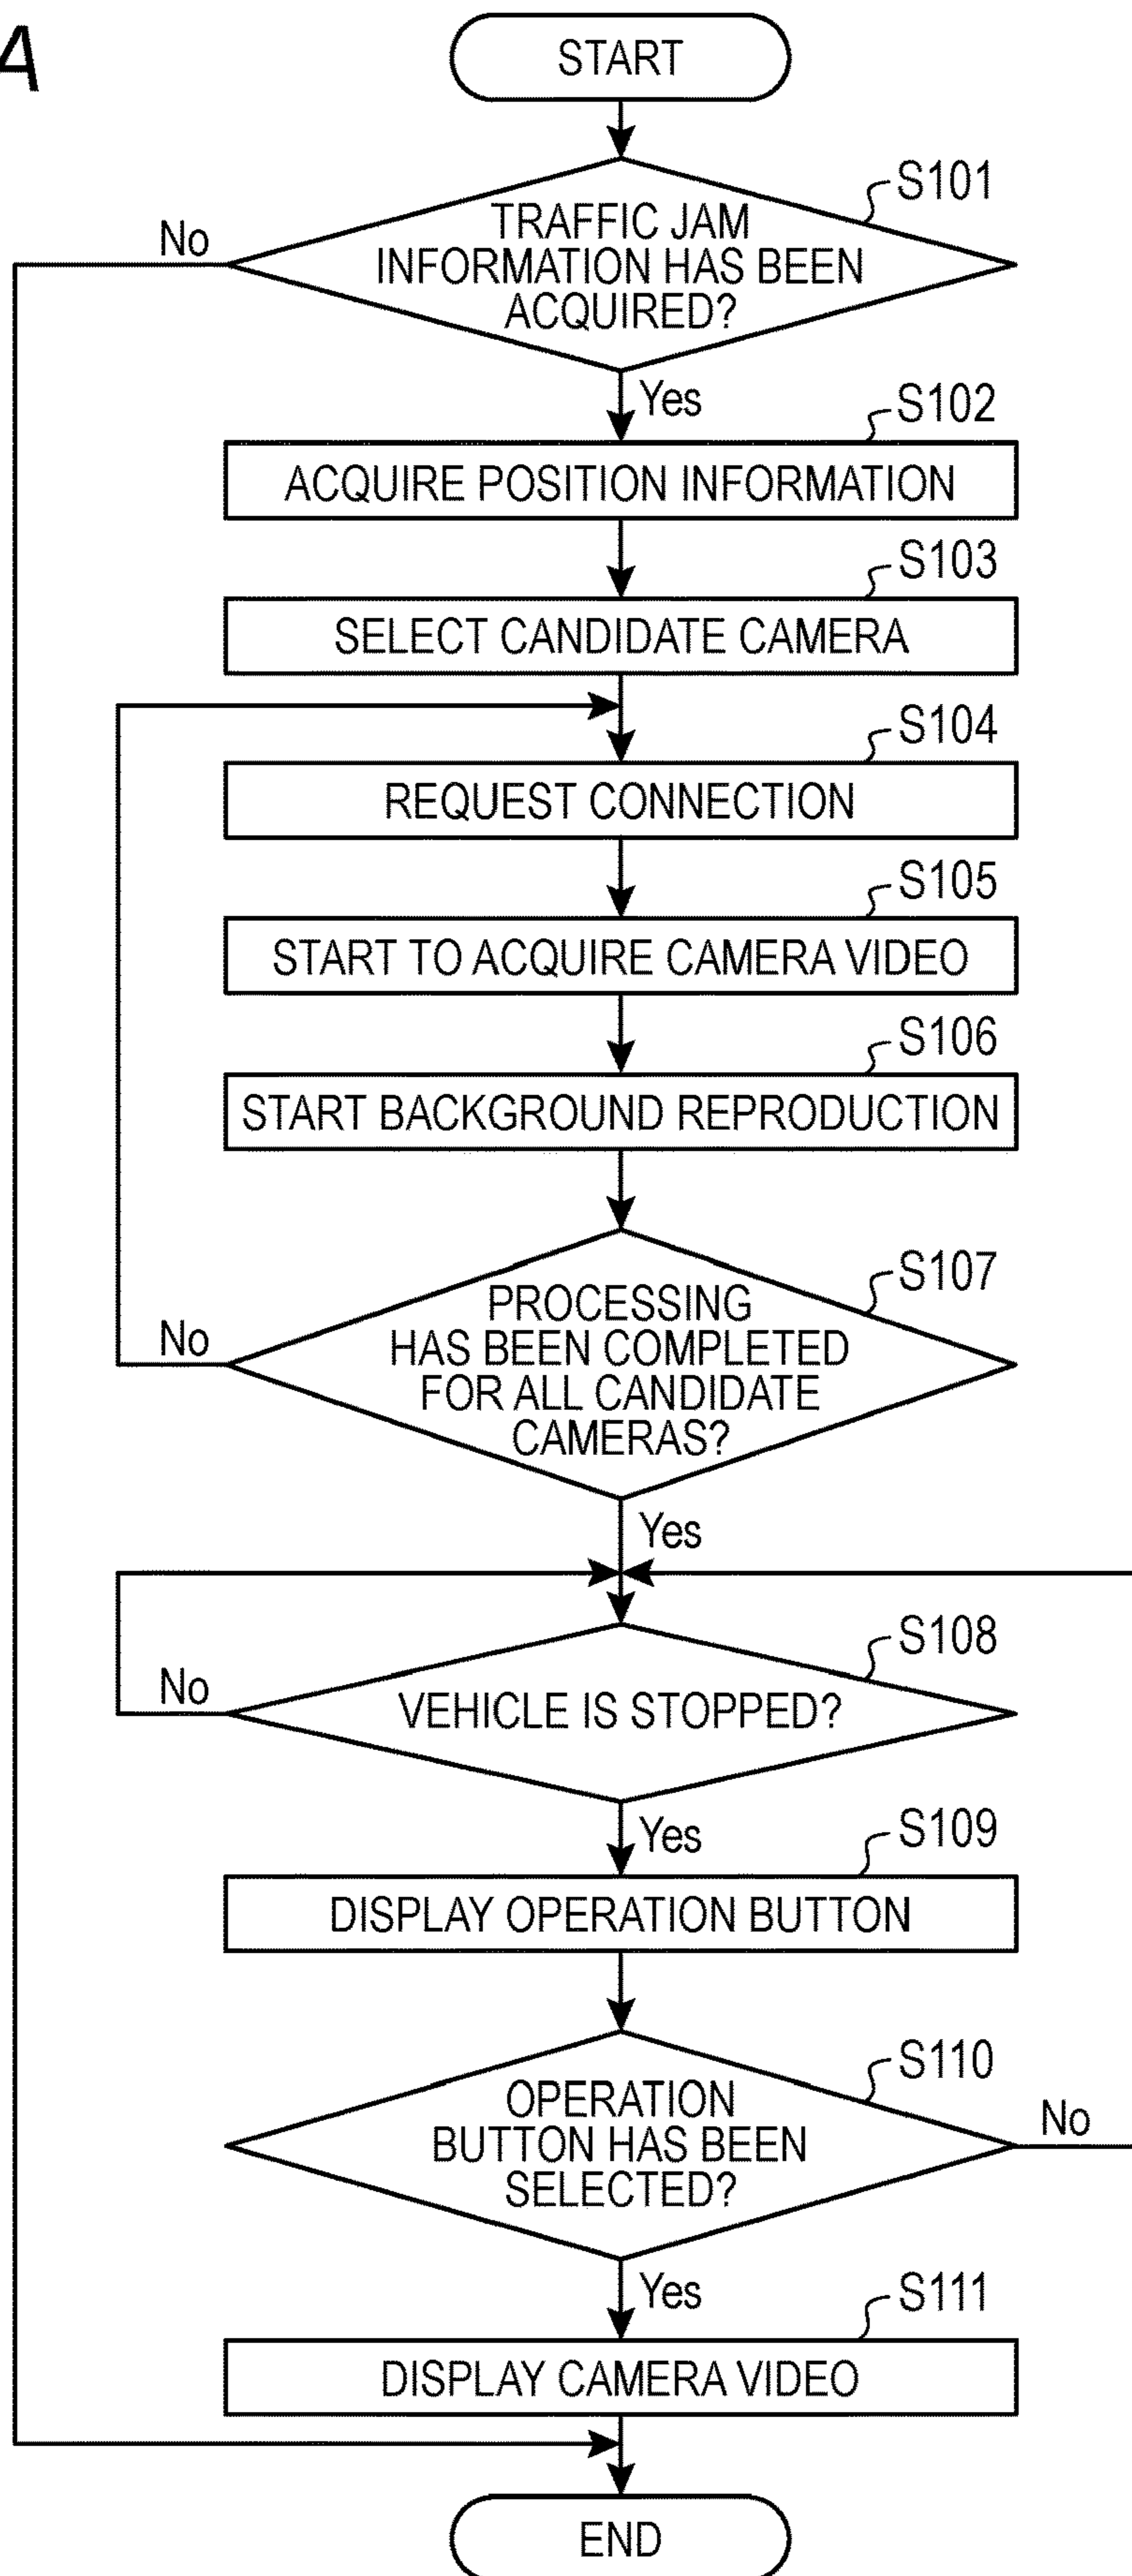 A
START
S101
TRAFFIC JAM
INFORMATION HAS BEEN
ACQUIRED?
No
Yes
S102
ACQUIRE POSITION INFORMATION
S103
SELECT CANDIDATE CAMERA
S104
REQUEST CONNECTION
S105
START TO ACQUIRE CAMERA VIDEO
S106
START BACKGROUND REPRODUCTION
S107
PROCESSING
HAS BEEN COMPLETED
FOR ALL CANDIDATE
CAMERAS?
No
Yes
S108
VEHICLE IS STOPPED?
No
Yes
S109
DISPLAY OPERATION BUTTON
S110
OPERATION
BUTTON HAS BEEN
SELECTED?
No
Yes
S111
DISPLAY CAMERA VIDEO
END